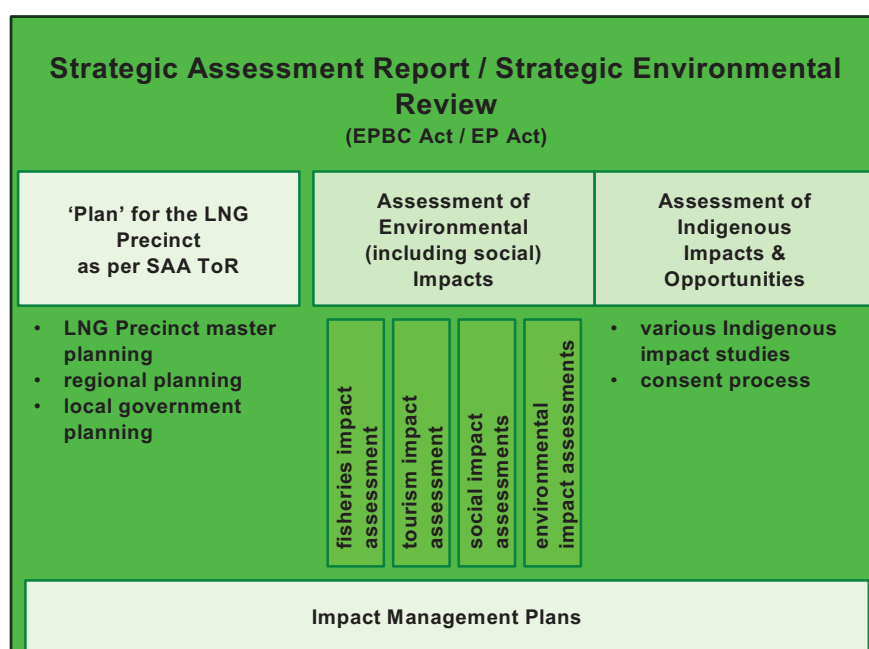 Strategic Assessment Report / Strategic Environmental
Review
(EPBC Act / EP Act)
‘Plan’ for the LNG
Precinct
as per SAA ToR
Assessment of
Environmental
(including social)
Impacts
Assessment of
Indigenous
Impacts &
Opportunities
• LNG Precinct master
planning
• regional planning
• local government
planning
fisheries impact
assessment
tourism impact
assessment
social impact
assessments
environmental
impact assessments
• various Indigenous
impact studies
• consent process
Impact Management Plans